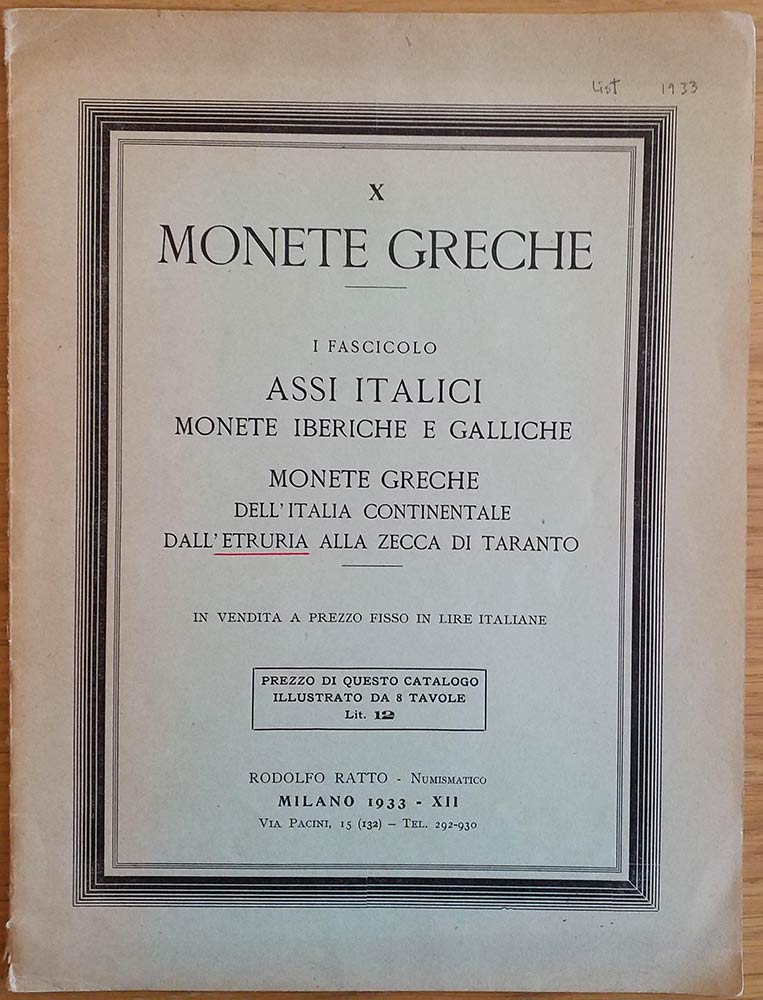 List 1933
X
MONETE GRECHE
I FASCICOLO
ASSI ITALICI
MONETE IBERICHE E GALLICHE
MONETE GRECHE
DELL'ITALIA CONTINENTALE
DALL'ETRURIA ALLA ZECCA DI TARANTO
IN VENDITA A PREZZO FISSO IN LIRE ITALIANE
PREZZO DI QUESTO CATALOGO
ILLUSTRATO DA 8 TAVOLE
Lit. 12
RODOLFO RATTO - NUMISMATICO
MILANO 1933 - XII
VIA PACINI, 15 (132) – TEL. 292-930